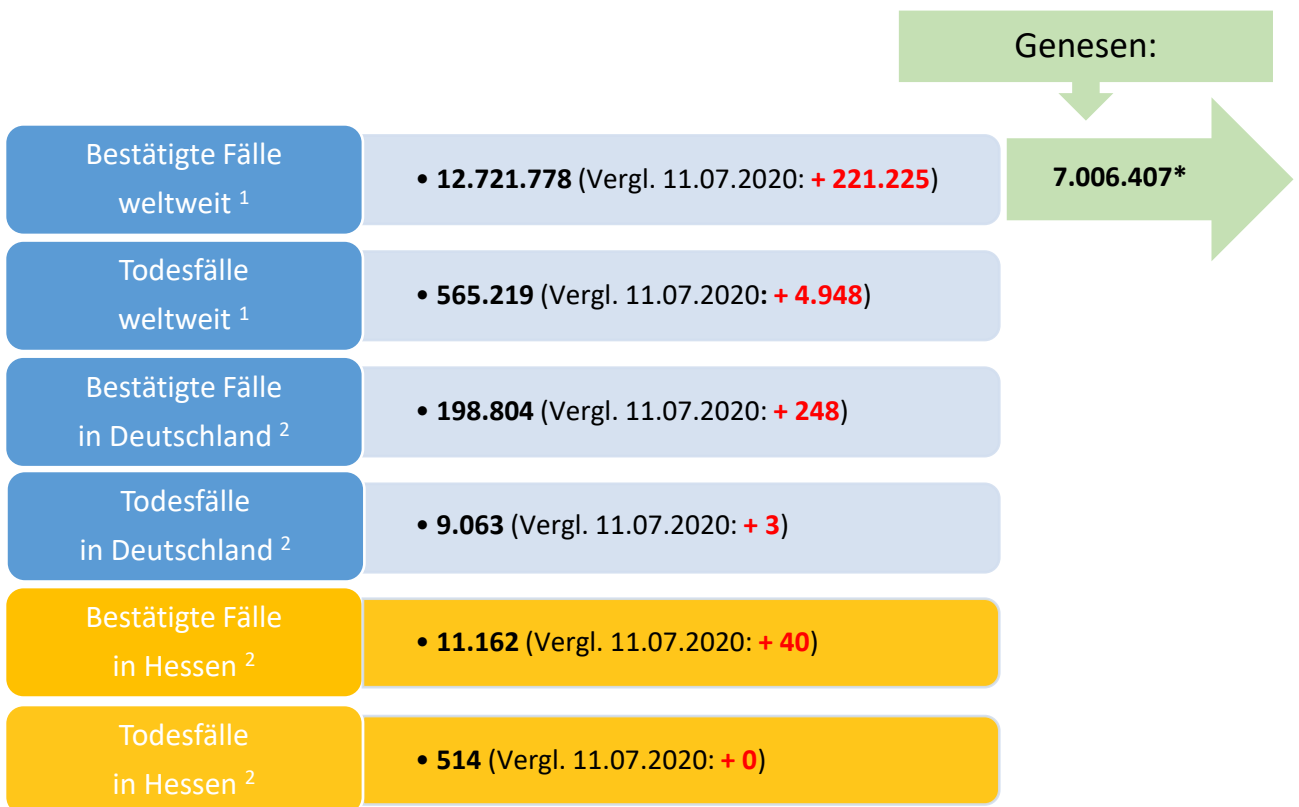 Genesen:
Bestätigte Fälle
weltweit ¹
• 12.721.778 (Vergl. 11.07.2020: + 221.225)
7.006.407*
Todesfälle
weltweit ¹
• 565.219 (Vergl. 11.07.2020: + 4.948)
Bestätigte Fälle
in Deutschland ²
• 198.804 (Vergl. 11.07.2020: + 248)
Todesfälle
in Deutschland ²
• 9.063 (Vergl. 11.07.2020: + 3)
Bestätigte Fälle
in Hessen ²
• 11.162 (Vergl. 11.07.2020: + 40)
Todesfälle
in Hessen ²
• 514 (Vergl. 11.07.2020: + 0)